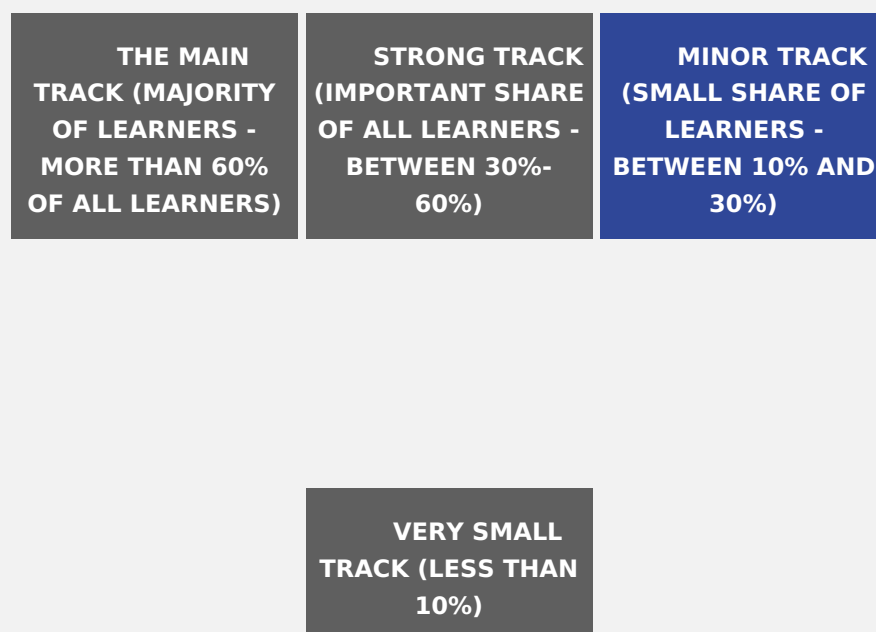 THE MAIN
TRACK (MAJORITY
OF LEARNERS -
MORE THAN 60%
OF ALL LEARNERS)
STRONG TRACK
(IMPORTANT SHARE
OF ALL LEARNERS -
BETWEEN 30%-
60%)
MINOR TRACK
(SMALL SHARE OF
LEARNERS -
BETWEEN 10% AND
30%)
VERY SMALL
TRACK (LESS THAN
10%)